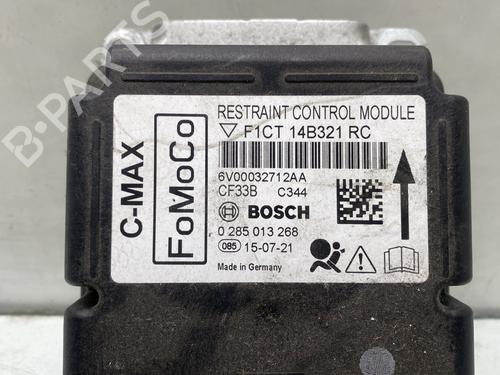 B-PARTS
C-MAX
FoMoCo
RESTRAINT CONTROL MODULE
F1CT 14B321 RC
6V00032712AA
CF33B C344
BOSCH
0 285 013 268
085 15-07-21
Made in Germany